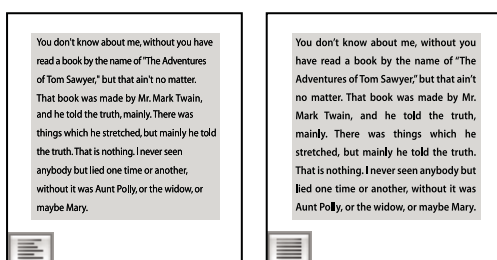 You don't know about me, without you have
read a book by the name of "The Adventures
of Tom Sawyer," but that ain't no matter.
That book was made by Mr. Mark Twain,
and he told the truth, mainly. There was
things which he stretched, but mainly he told
the truth. That is nothing. I never seen
anybody but lied one time or another,
without it was Aunt Polly, or the widow, or
maybe Mary.
You don't know about me, without you
have read a book by the name of "The
Adventures of Tom Sawyer," but that ain't
no matter. That book was made by Mr.
Mark Twain, and he told the truth,
mainly. There was things which he
stretched, but mainly he told the truth.
That is nothing. I never seen anybody but
lied one time or another, without it was
Aunt Polly, or the widow, or maybe Mary.